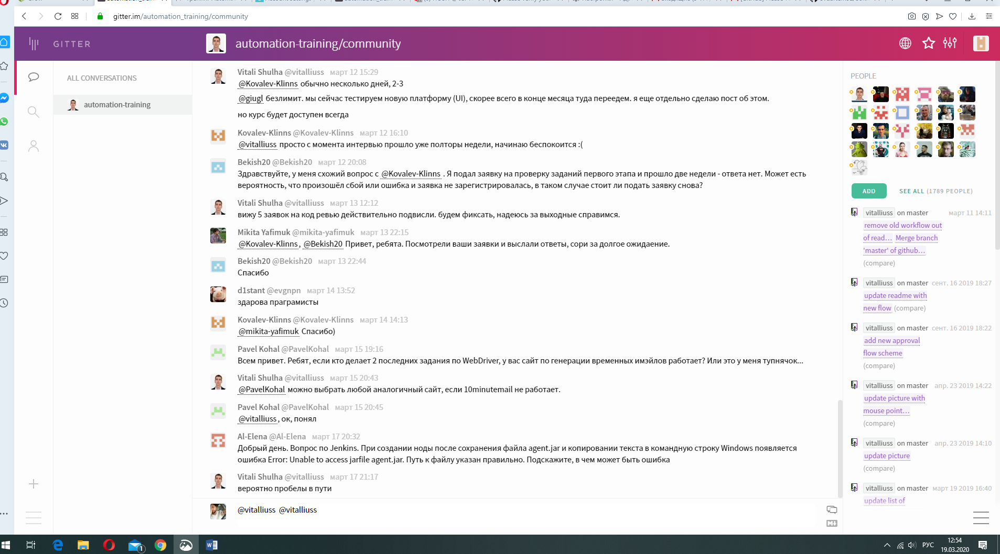 gitter.im/automation_training/community
GITTER
automation-training/community
ALL CONVERSATIONS
automation-training
Vitali Shulha @vitalliuss март 12 15:29
@Kovalev-Klinns обычно несколько дней, 2-3
@giugl безлимит. мы сейчас тестируем новую платформу (UI), скорее всего в конце месяца туда переедем. я еще отдельно сделаю пост об этом.
но курс будет доступен всегда
Kovalev-Klinns @Kovalev-Klinns март 12 16:10
@vitalliuss просто с момента интервью прошло уже полторы недели, начинаю беспокоится :(
Bekish20 @Bekish20 март 12 20:08
Здравствуйте, у меня схожий вопрос с @Kovalev-Klinns . Я подал заявку на проверку заданий первого этапа и прошло две недели - ответа нет. Может есть
вероятность, что произошёл сбой или ошибка и заявка не зарегистрировалась, в таком случае стоит ли подать заявку снова?
Vitali Shulha @vitalliuss март 13 12:12
вижу 5 заявок на код ревью действительно подвисли. будем фиксать, надеюсь за выходные справимся.
Mikita Yafimuk @mikita-yafimuk март 13 22:15
@Kovalev-Klinns, @Bekish20 Привет, ребята. Посмотрели ваши заявки и выслали ответы, сори за долгое ожидаение.
Bekish20 @Bekish20 март 13 22:44
Спасибо
d1stant @evgnpn март 14 13:52
здарова праграмисты
Kovalev-Klinns @Kovalev-Klinns март 14 14:13
@mikita-yafimuk Спасибо)
Pavel Kohal @PavelKohal март 15 19:16
Всем привет. Ребят, если кто делает 2 последних задания по WebDriver, у вас сайт по генерации временных имэйлов работает? Или это у меня тупнячок...
Vitali Shulha @vitalliuss март 15 20:43
@PavelKohal можно выбрать любой аналогичный сайт, если 10minutemail не работает.
Pavel Kohal @PavelKohal март 15 20:45
@vitalliuss, ок, понял
Al-Elena @Al-Elena март 17 20:32
Добрый день. Вопрос по Jenkins. При создании ноды после сохранения файла agent.jar и копировании текста в командную строку Windows появляется
ошибка Error: Unable to access jarfile agent.jar. Путь к файлу указан правильно. Подскажите, в чем может быть ошибка
Vitali Shulha @vitalliuss март 17 21:17
вероятно пробелы в пути
@vitalliuss @vitalliuss
PEOPLE
ADD
SEE ALL (1789 PEOPLE)
vitalliuss on master март 11 14:11
remove old workflow out
of read… Merge branch
'master' of github…
(compare)
vitalliuss on master сент. 16 2019 18:27
update readme with
new flow (compare)
vitalliuss on master сент. 16 2019 18:22
add new approval
flow scheme
(compare)
vitalliuss on master апр. 23 2019 14:22
update picture with
mouse point…
(compare)
vitalliuss on master апр. 23 2019 14:10
update picture
(compare)
vitalliuss on master март 19 2019 16:40
update list of
1
РУС
12:54
19.03.2020